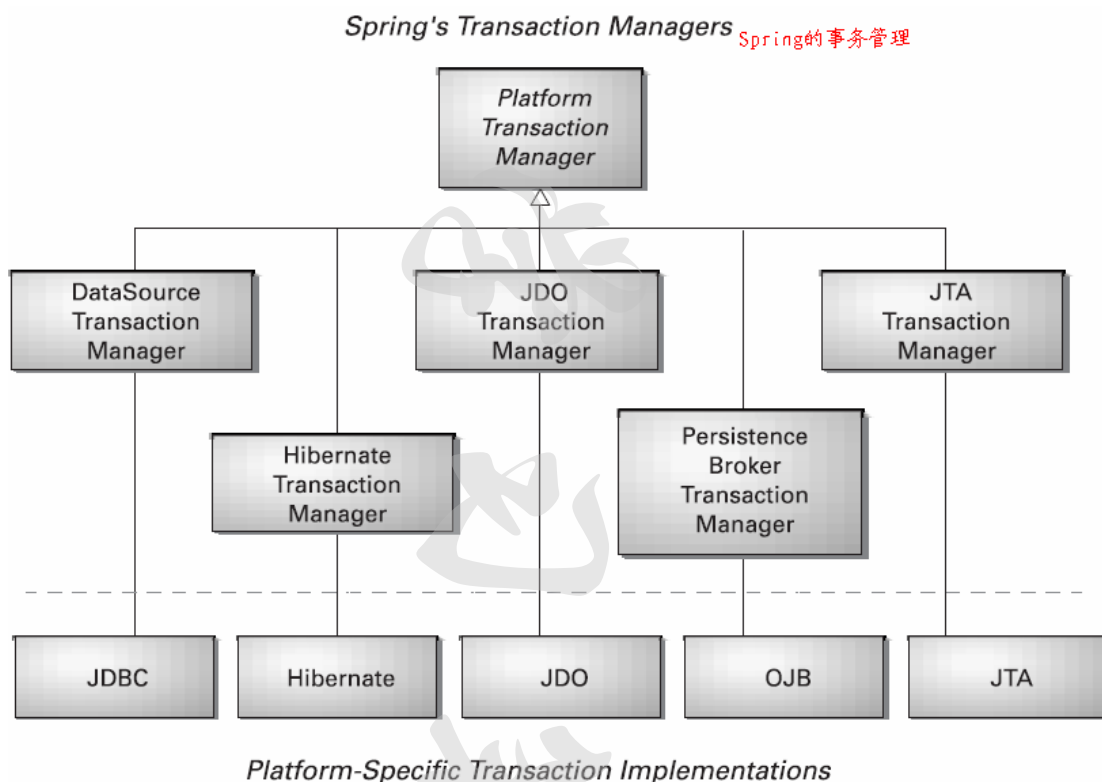 Spring's Transaction Managers
Spring的事务管理
Platform
Transaction
Manager
DataSource
Transaction
Manager
JDO
Transaction
Manager
JTA
Transaction
Manager
Hibernate
Transaction
Manager
Persistence
Broker
Transaction
Manager
JDBC
Hibernate
JDO
OJB
JTA
Platform-Specific Transaction Implementations